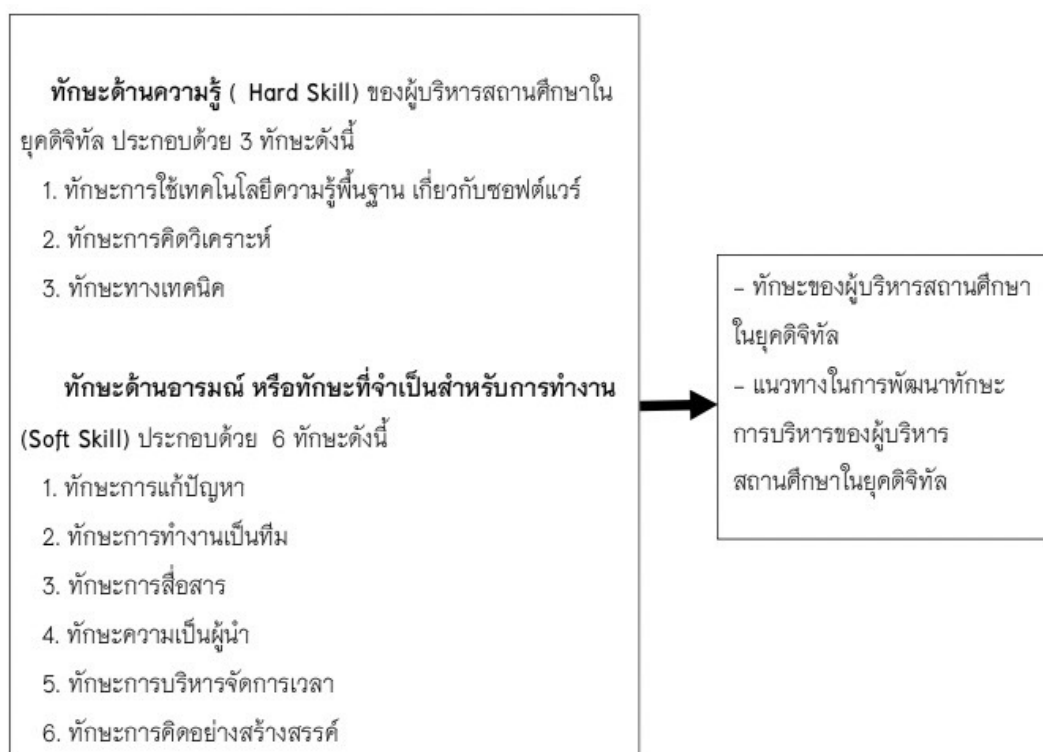 ทักษะด้านความรู้ ( Hard Skill) ของผู้บริหารสถานศึกษาใน
ยุคดิจิทัล ประกอบด้วย 3 ทักษะดังนี้
1. ทักษะการใช้เทคโนโลยีความรู้พื้นฐาน เกี่ยวกับซอฟต์แวร์
2. ทักษะการคิดวิเคราะห์
3. ทักษะทางเทคนิค
ทักษะด้านอารมณ์ หรือทักษะที่จำเป็นสำหรับการทำงาน
(Soft Skill) ประกอบด้วย 6 ทักษะดังนี้
1. ทักษะการแก้ปัญหา
2. ทักษะการทำงานเป็นทีม
3. ทักษะการสื่อสาร
4. ทักษะความเป็นผู้นำ
5. ทักษะการบริหารจัดการเวลา
6. ทักษะการคิดอย่างสร้างสรรค์
– ทักษะของผู้บริหารสถานศึกษา
ในยุคดิจิทัล
– แนวทางในการพัฒนาทักษะ
การบริหารของผู้บริหาร
สถานศึกษาในยุคดิจิทัล